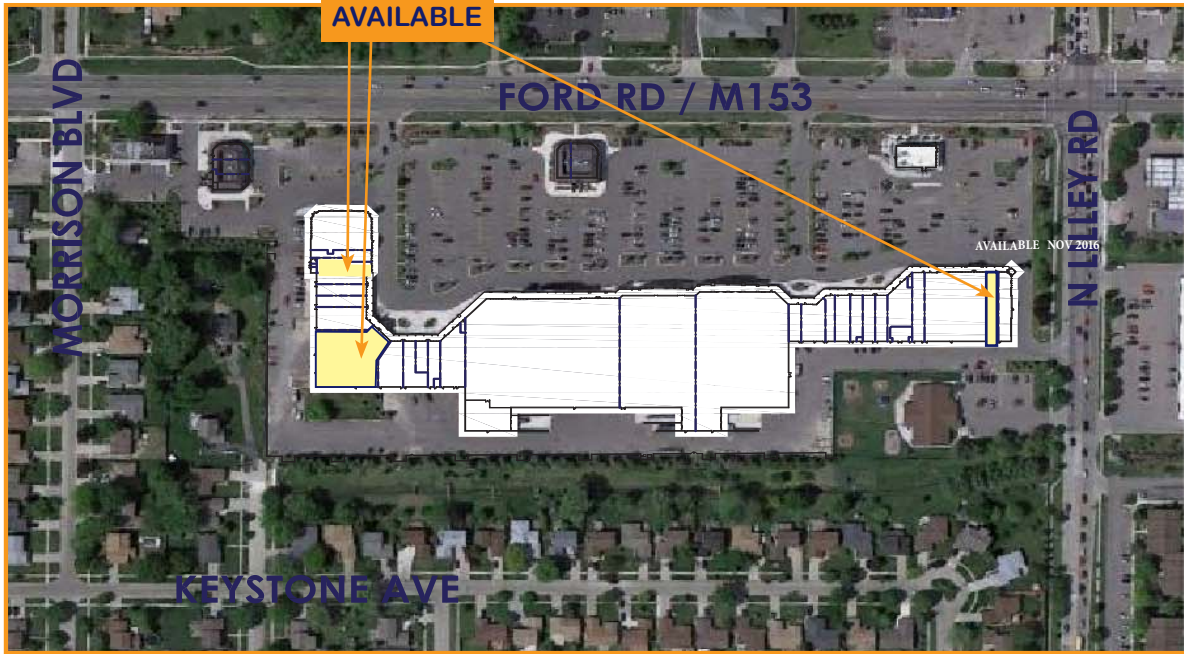 AVAILABLE
FORD RD / M153
MORRISON BLVD
N LILLEY RD
AVAILABLE NOV 2016
KEYSTONE AVE